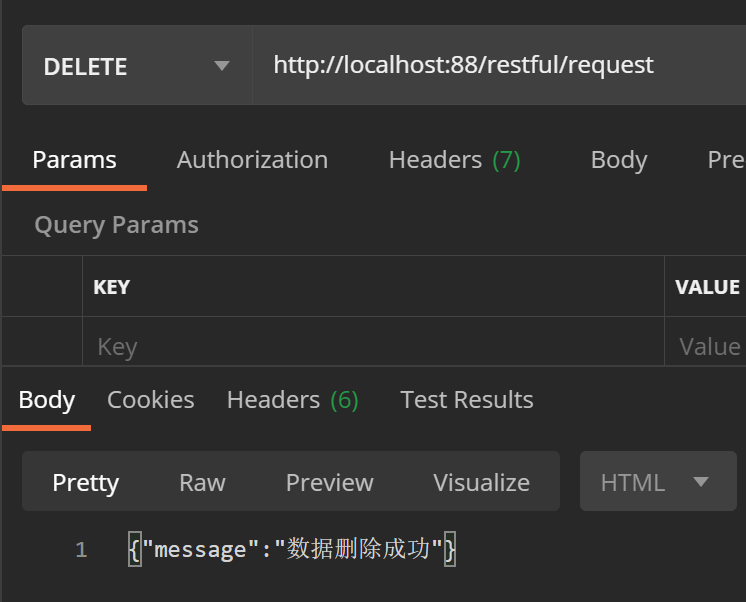 DELETE http://localhost:88/restful/request
Params Authorization Headers (7) Body Pre
Query Params
KEY VALUE
Key Value
Body Cookies Headers (6) Test Results
Pretty Raw Preview Visualize HTML
1 {"message":"数据删除成功"}